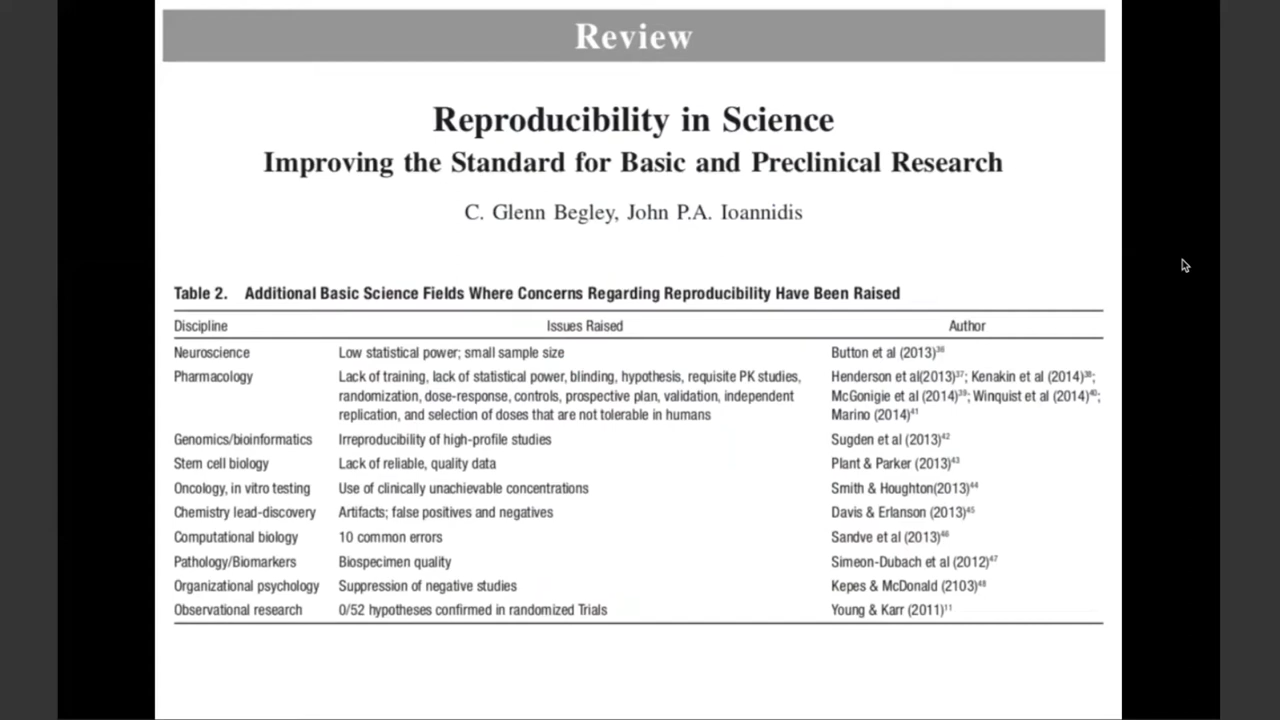 Review
Reproducibility in Science
Improving the Standard for Basic and Preclinical Research
C. Glenn Begley, John P.A. Ioannidis
Table 2. Additional Basic Science Fields Where Concerns Regarding Reproducibility Have Been Raised
Discipline Issues Raised Author
Neuroscience Low statistical power; small sample size Button et al (2013)36
Pharmacology Lack of training, lack of statistical power, blinding, hypothesis, requisite PK studies, Henderson et al(2013)37; Kenakin et al (2014)38;
randomization, dose-response, controls, prospective plan, validation, independent McGonigie et al (2014)39; Winquist et al (2014)40;
replication, and selection of doses that are not tolerable in humans Marino (2014)41
Genomics/bioinformatics Irreproducibility of high-profile studies Sugden et al (2013)42
Stem cell biology Lack of reliable, quality data Plant & Parker (2013)43
Oncology, in vitro testing Use of clinically unachievable concentrations Smith & Houghton(2013)44
Chemistry lead-discovery Artifacts; false positives and negatives Davis & Erlanson (2013)45
Computational biology 10 common errors Sandve et al (2013)46
Pathology/Biomarkers Biospecimen quality Simeon-Dubach et al (2012)47
Organizational psychology Suppression of negative studies Kepes & McDonald (2103)48
Observational research 0/52 hypotheses confirmed in randomized Trials Young & Karr (2011)11